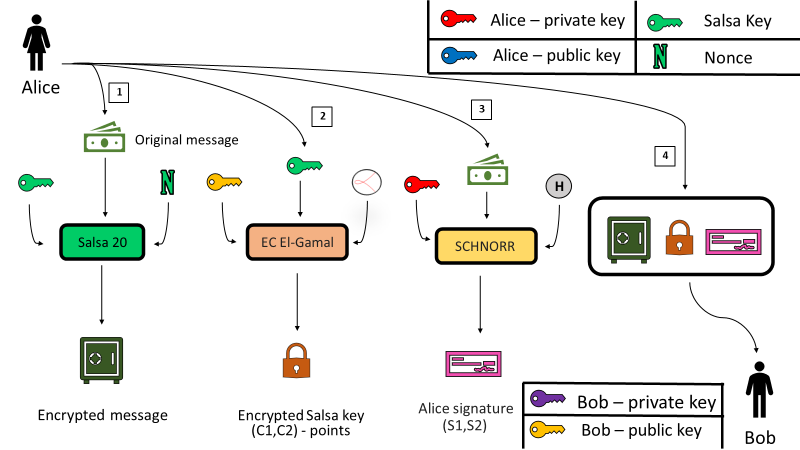 Alice – private key
Salsa Key
Alice – public key
N
Nonce
Alice
1
2
3
4
Original message
N
H
Salsa 20
EC El-Gamal
SCHNORR
Encrypted message
Encrypted Salsa key
(C1,C2) - points
Alice signature
(S1,S2)
Bob – private key
Bob – public key
Bob